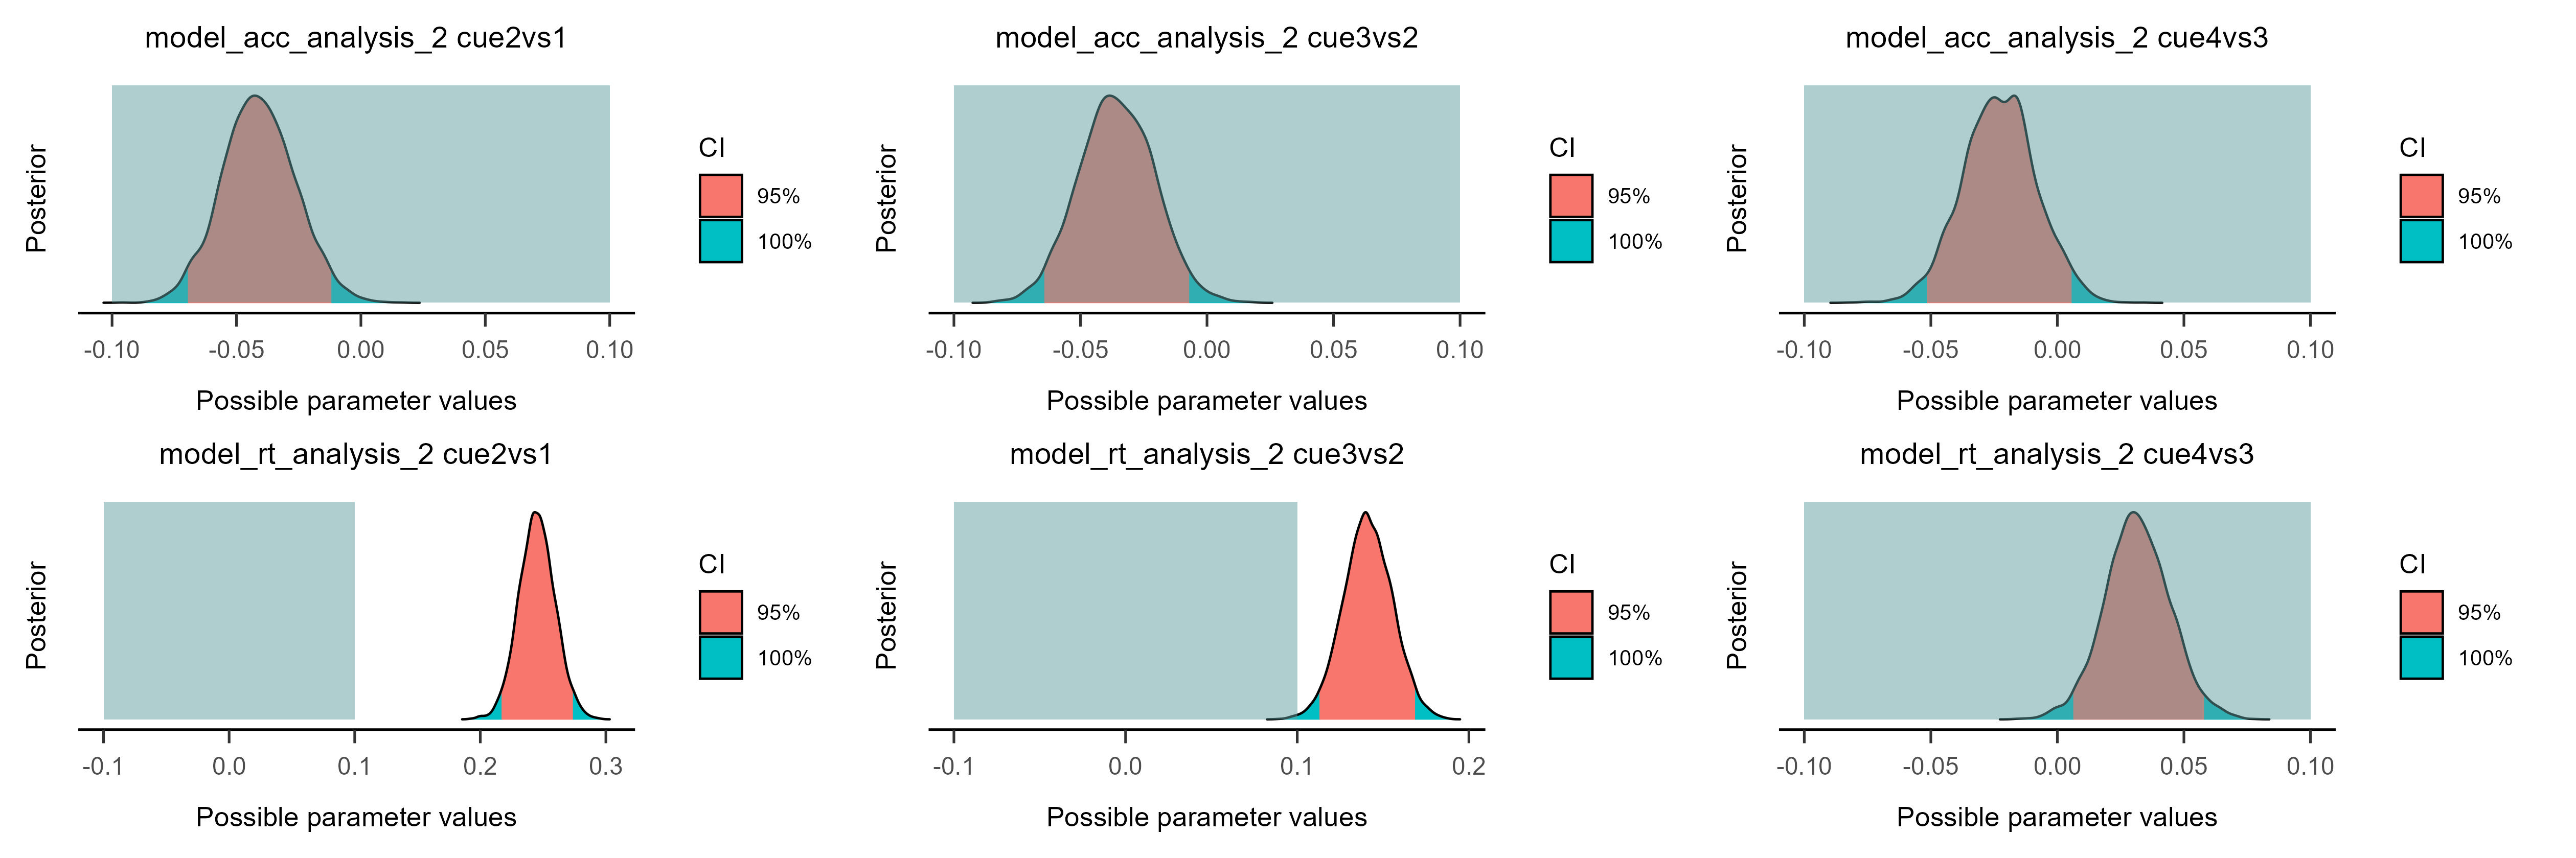 model_acc_analysis_2 cue2vs1
Posterior
CI
95%
100%
-0.10 -0.05 0.00 0.05 0.10
Possible parameter values
model_acc_analysis_2 cue3vs2
Posterior
CI
95%
100%
-0.10 -0.05 0.00 0.05 0.10
Possible parameter values
model_acc_analysis_2 cue4vs3
Posterior
CI
95%
100%
-0.10 -0.05 0.00 0.05 0.10
Possible parameter values
model_rt_analysis_2 cue2vs1
Posterior
CI
95%
100%
-0.1 0.0 0.1 0.2 0.3
Possible parameter values
model_rt_analysis_2 cue3vs2
Posterior
CI
95%
100%
-0.1 0.0 0.1 0.2
Possible parameter values
model_rt_analysis_2 cue4vs3
Posterior
CI
95%
100%
-0.10 -0.05 0.00 0.05 0.10
Possible parameter values